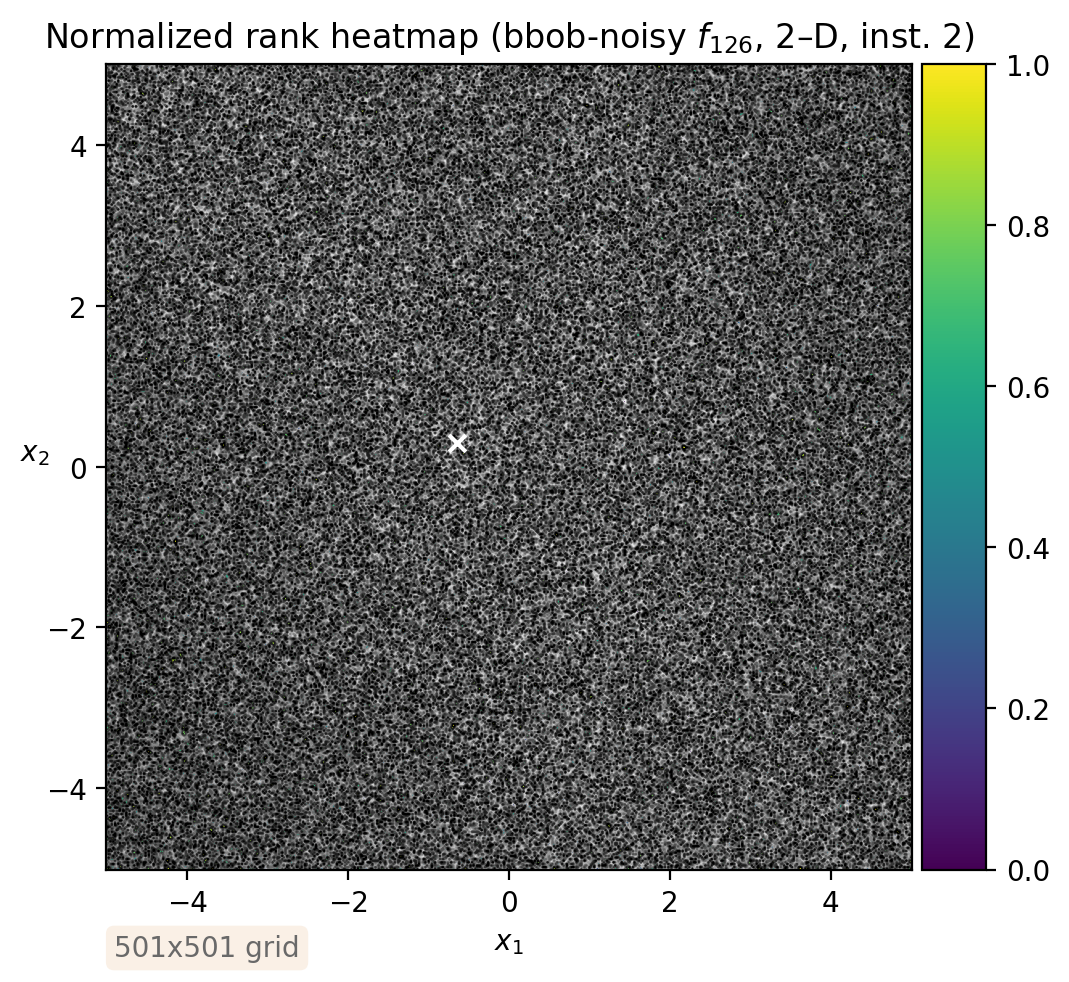 Normalized rank heatmap (bbob-noisy f₁₂₆, 2–D, inst. 2)
1.0
0.8
0.6
0.4
0.2
0.0
4
2
0
−2
−4
x₂
−4 −2 0 2 4
x₁
501x501 grid